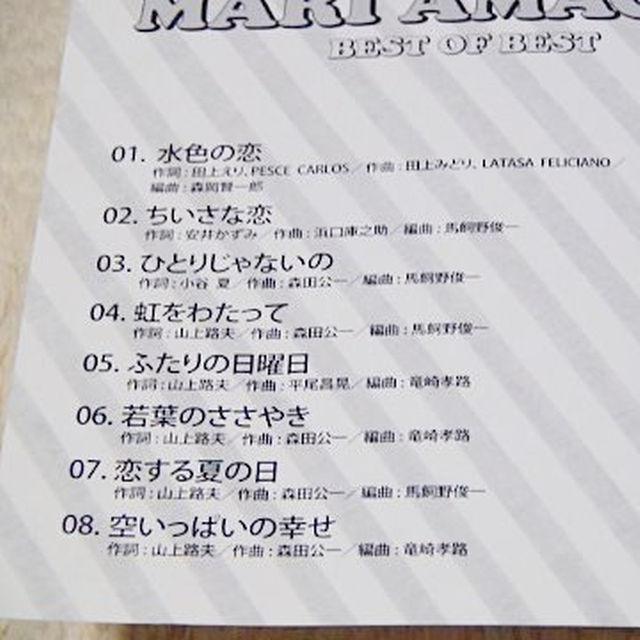 MARI AMAC
BEST OF BEST
01. 水色の恋
作詞：田上えり、PESCE CARLOS／作曲：田上みどり、LATASA FELICIANO／
編曲：森岡賢一郎
02. ちいさな恋
作詞：安井かずみ／作曲：浜口庫之助／編曲：馬飼野俊一
03. ひとりじゃないの
作詞：小谷 夏／作曲：森田公一／編曲：馬飼野俊一
04. 虹をわたって
作詞：山上路夫／作曲：森田公一／編曲：馬飼野俊一
05. ふたりの日曜日
作詞：山上路夫／作曲：平尾昌晃／編曲：竜崎孝路
06. 若葉のささやき
作詞：山上路夫／作曲：森田公一／編曲：竜崎孝路
07. 恋する夏の日
作詞：山上路夫／作曲：森田公一／編曲：馬飼野俊一
08. 空いっぱいの幸せ
作詞：山上路夫／作曲：森田公一／編曲：竜崎孝路